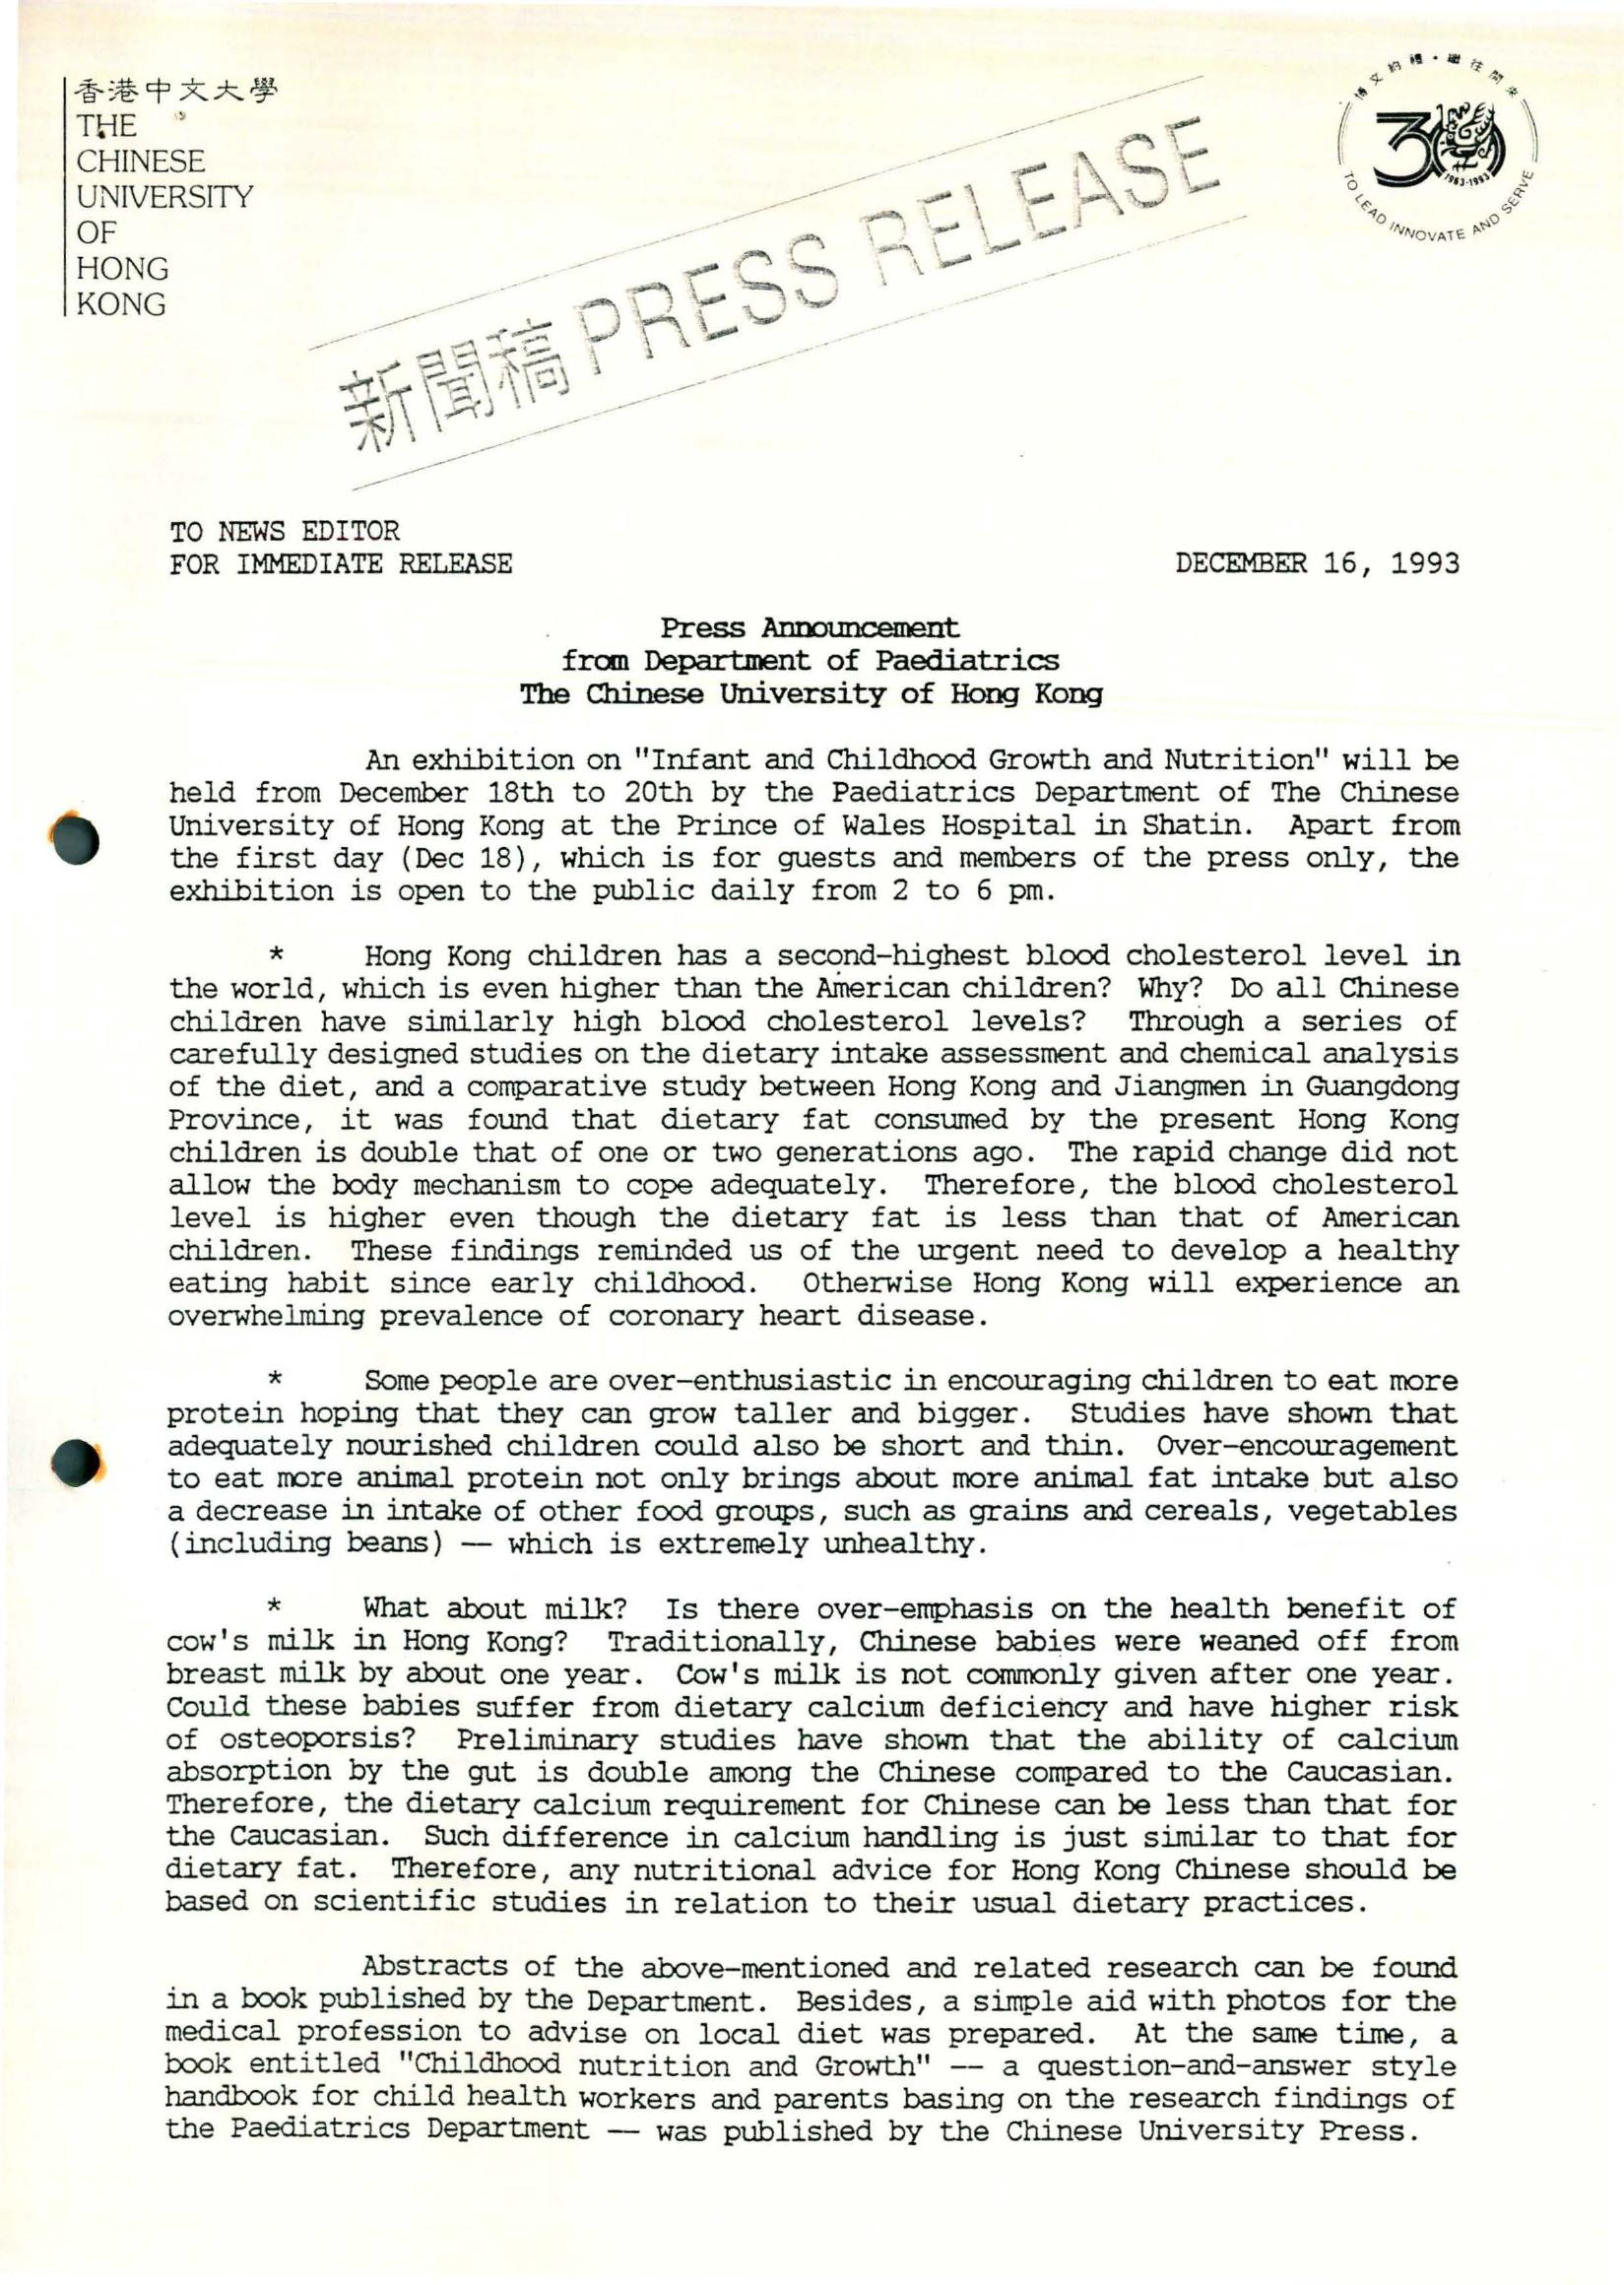 香港中文大學
THE
CHINESE
UNIVERSITY
OF
HONG
KONG
博文約禮·繼往開來
30
1963-1993
TO LEAD INNOVATE AND SERVE
新聞稿 PRESS RELEASE
TO NEWS EDITOR
FOR IMMEDIATE RELEASE DECEMBER 16, 1993
Press Announcement
from Department of Paediatrics
The Chinese University of Hong Kong
An exhibition on "Infant and Childhood Growth and Nutrition" will be
held from December 18th to 20th by the Paediatrics Department of The Chinese
University of Hong Kong at the Prince of Wales Hospital in Shatin. Apart from
the first day (Dec 18), which is for guests and members of the press only, the
exhibition is open to the public daily from 2 to 6 pm.
* Hong Kong children has a second-highest blood cholesterol level in
the world, which is even higher than the American children? Why? Do all Chinese
children have similarly high blood cholesterol levels? Through a series of
carefully designed studies on the dietary intake assessment and chemical analysis
of the diet, and a comparative study between Hong Kong and Jiangmen in Guangdong
Province, it was found that dietary fat consumed by the present Hong Kong
children is double that of one or two generations ago. The rapid change did not
allow the body mechanism to cope adequately. Therefore, the blood cholesterol
level is higher even though the dietary fat is less than that of American
children. These findings reminded us of the urgent need to develop a healthy
eating habit since early childhood. Otherwise Hong Kong will experience an
overwhelming prevalence of coronary heart disease.
* Some people are over-enthusiastic in encouraging children to eat more
protein hoping that they can grow taller and bigger. Studies have shown that
adequately nourished children could also be short and thin. Over-encouragement
to eat more animal protein not only brings about more animal fat intake but also
a decrease in intake of other food groups, such as grains and cereals, vegetables
(including beans) -- which is extremely unhealthy.
* What about milk? Is there over-emphasis on the health benefit of
cow's milk in Hong Kong? Traditionally, Chinese babies were weaned off from
breast milk by about one year. Cow's milk is not commonly given after one year.
Could these babies suffer from dietary calcium deficiency and have higher risk
of osteoporsis? Preliminary studies have shown that the ability of calcium
absorption by the gut is double among the Chinese compared to the Caucasian.
Therefore, the dietary calcium requirement for Chinese can be less than that for
the Caucasian. Such difference in calcium handling is just similar to that for
dietary fat. Therefore, any nutritional advice for Hong Kong Chinese should be
based on scientific studies in relation to their usual dietary practices.
Abstracts of the above-mentioned and related research can be found
in a book published by the Department. Besides, a simple aid with photos for the
medical profession to advise on local diet was prepared. At the same time, a
book entitled "Childhood nutrition and Growth" -- a question-and-answer style
handbook for child health workers and parents basing on the research findings of
the Paediatrics Department -- was published by the Chinese University Press.